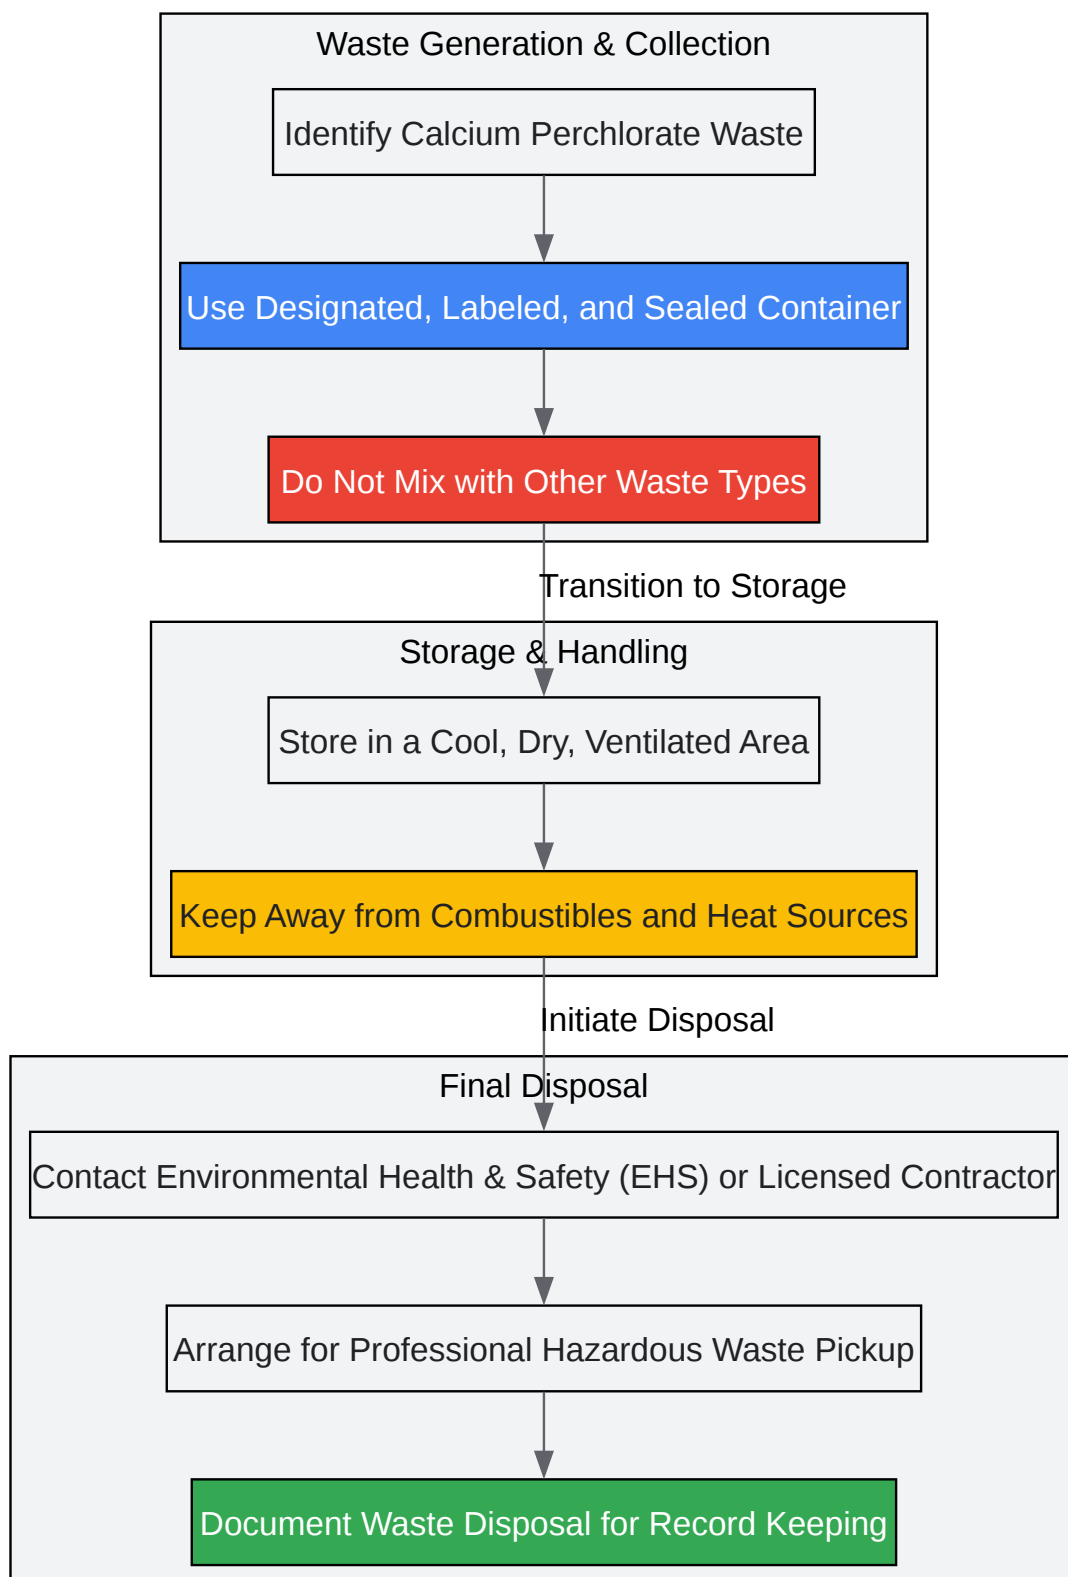 Waste Generation & Collection
Identify Calcium Perchlorate Waste
Use Designated, Labeled, and Sealed Container
Do Not Mix with Other Waste Types
Transition to Storage
Storage & Handling
Store in a Cool, Dry, Ventilated Area
Keep Away from Combustibles and Heat Sources
Initiate Disposal
Final Disposal
Contact Environmental Health & Safety (EHS) or Licensed Contractor
Arrange for Professional Hazardous Waste Pickup
Document Waste Disposal for Record Keeping